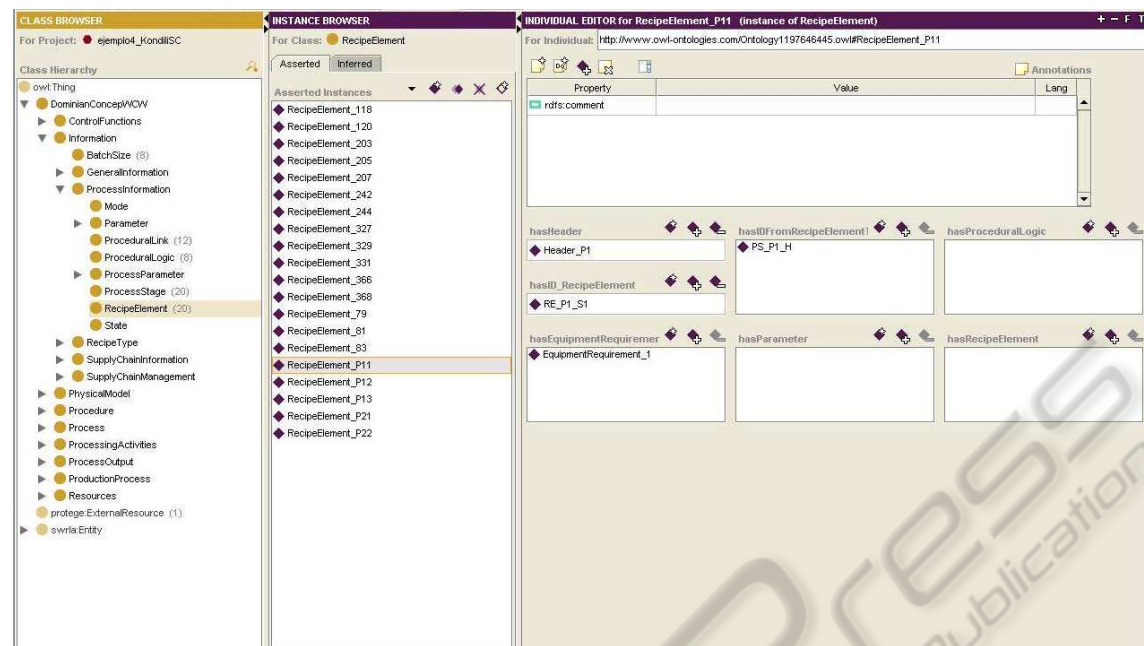 CLASS BROWSER
For Project: ejemplo4_KondiliSC
Class Hierarchy
owl:Thing
DominianConcepWCW
ControlFunctions
Information
BatchSize (8)
GeneralInformation
ProcessInformation
Mode
Parameter
ProceduralLink (12)
ProceduralLogic (8)
ProcessParameter
ProcessStage (20)
RecipeElement (20)
State
RecipeType
SupplyChainInformation
SupplyChainManagement
PhysicalModel
Procedure
Process
ProcessingActivities
ProcessOutput
ProductionProcess
Resources
protege:ExternalResource (1)
swrla:Entity
INSTANCE BROWSER
For Class: RecipeElement
Asserted Inferred
Asserted Instances
RecipeElement_118
RecipeElement_120
RecipeElement_203
RecipeElement_205
RecipeElement_207
RecipeElement_242
RecipeElement_244
RecipeElement_327
RecipeElement_329
RecipeElement_331
RecipeElement_366
RecipeElement_368
RecipeElement_79
RecipeElement_81
RecipeElement_83
RecipeElement_P11
RecipeElement_P12
RecipeElement_P13
RecipeElement_P21
RecipeElement_P22
INDIVIDUAL EDITOR for RecipeElement_P11 (instance of RecipeElement) + − F T
For Individual: http://www.owl-ontologies.com/Ontology1197646445.owl#RecipeElement_P11
Annotations
Property Value Lang
rdfs:comment
hasHeader hasIDFromRecipeElement hasProceduralLogic
Header_P1 PS_P1_H
hasID_RecipeElement
RE_P1_S1
hasEquipmentRequiremer hasParameter hasRecipeElement
EquipmentRequirement_1
Press
Publication